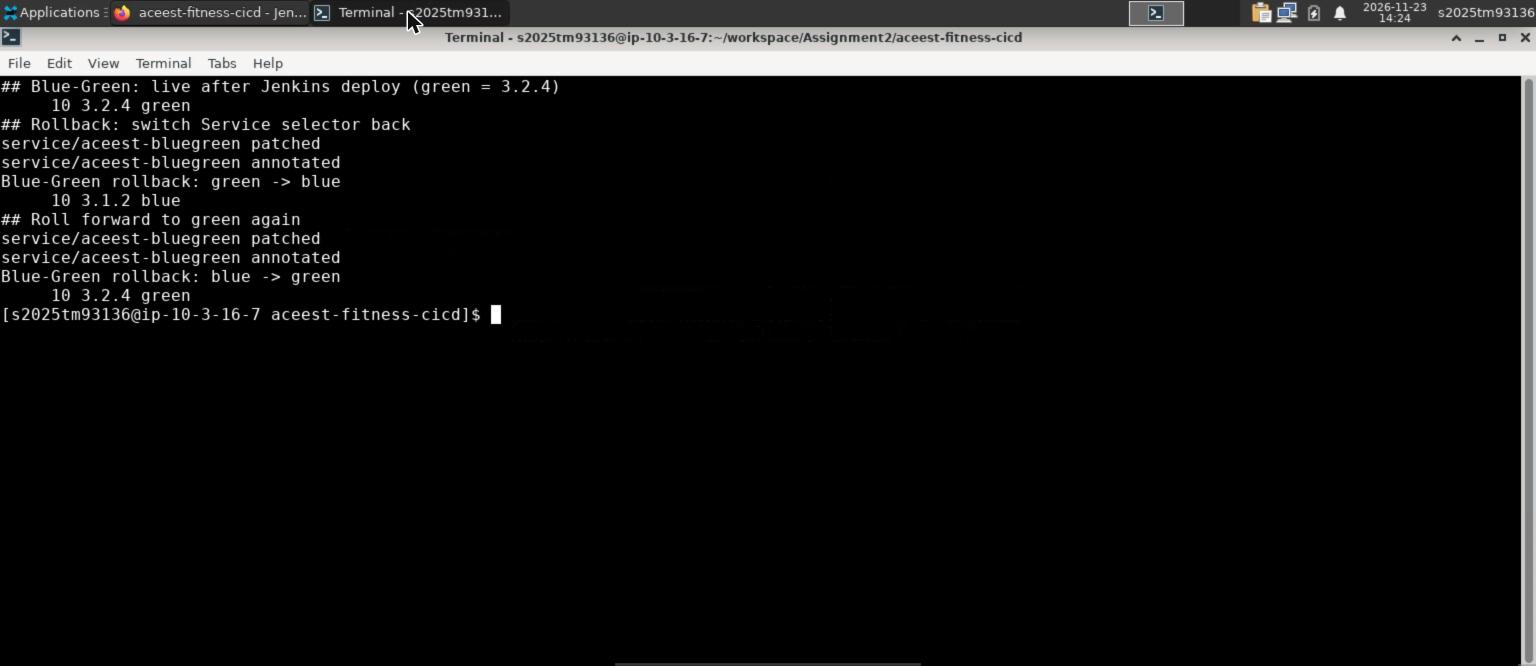 Applications
aceest-fitness-cicd - Jen...
Terminal - s2025tm931...
2026-11-23
14:24
s2025tm93136
Terminal - s2025tm93136@ip-10-3-16-7:~/workspace/Assignment2/aceest-fitness-cicd
File Edit View Terminal Tabs Help
## Blue-Green: live after Jenkins deploy (green = 3.2.4)
10 3.2.4 green
## Rollback: switch Service selector back
service/aceest-bluegreen patched
service/aceest-bluegreen annotated
Blue-Green rollback: green -> blue
10 3.1.2 blue
## Roll forward to green again
service/aceest-bluegreen patched
service/aceest-bluegreen annotated
Blue-Green rollback: blue -> green
10 3.2.4 green
[s2025tm93136@ip-10-3-16-7 aceest-fitness-cicd]$